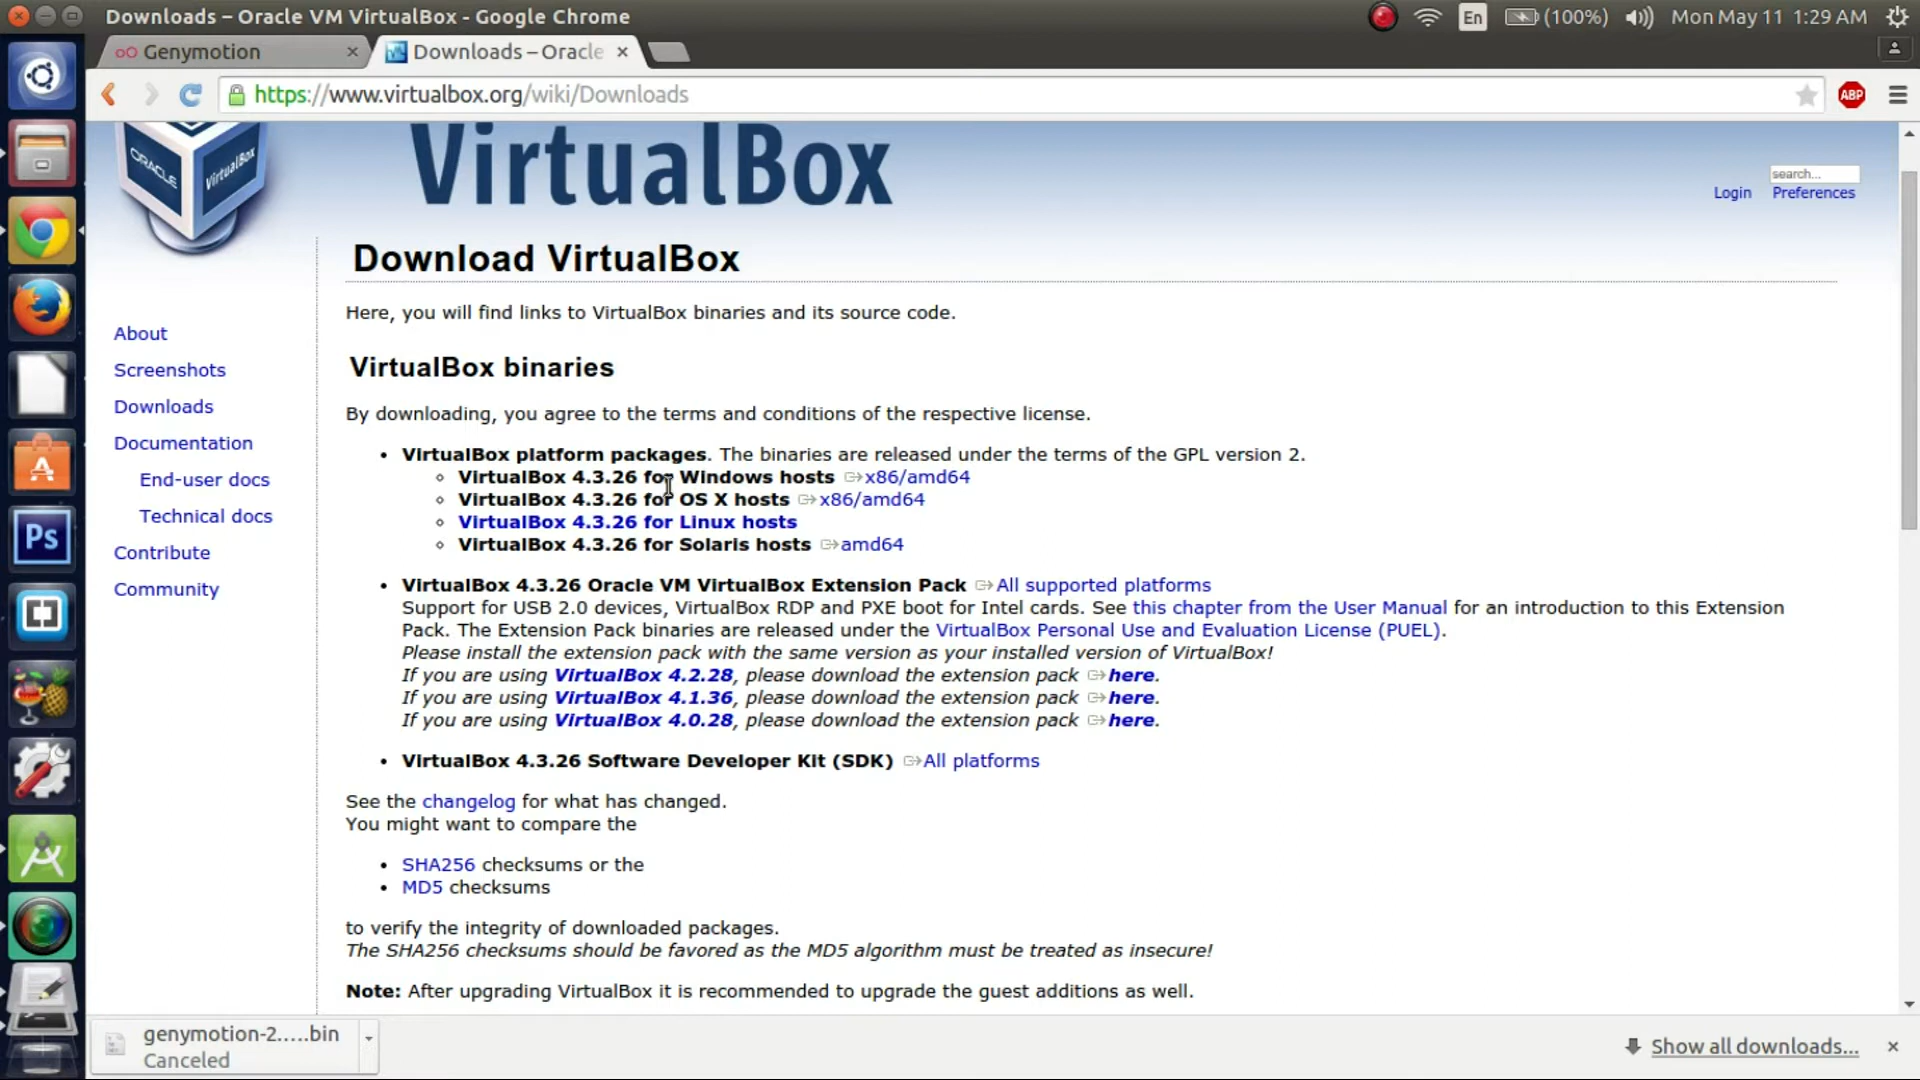 Downloads – Oracle VM VirtualBox - Google Chrome
En
(100%)
Mon May 11 1:29 AM
Genymotion
Downloads – Oracle
https://www.virtualbox.org/wiki/Downloads
ABP
ORACLE
VirtualBox
VirtualBox
search...
Login
Preferences
Download VirtualBox
Here, you will find links to VirtualBox binaries and its source code.
About
Screenshots
Downloads
Documentation
End-user docs
Technical docs
Contribute
Community
VirtualBox binaries
By downloading, you agree to the terms and conditions of the respective license.
• VirtualBox platform packages. The binaries are released under the terms of the GPL version 2.
VirtualBox 4.3.26 for Windows hosts x86/amd64
VirtualBox 4.3.26 for OS X hosts x86/amd64
VirtualBox 4.3.26 for Linux hosts
VirtualBox 4.3.26 for Solaris hosts amd64
• VirtualBox 4.3.26 Oracle VM VirtualBox Extension Pack All supported platforms
Support for USB 2.0 devices, VirtualBox RDP and PXE boot for Intel cards. See this chapter from the User Manual for an introduction to this Extension
Pack. The Extension Pack binaries are released under the VirtualBox Personal Use and Evaluation License (PUEL).
Please install the extension pack with the same version as your installed version of VirtualBox!
If you are using VirtualBox 4.2.28, please download the extension pack here.
If you are using VirtualBox 4.1.36, please download the extension pack here.
If you are using VirtualBox 4.0.28, please download the extension pack here.
• VirtualBox 4.3.26 Software Developer Kit (SDK) All platforms
See the changelog for what has changed.
You might want to compare the
• SHA256 checksums or the
• MD5 checksums
to verify the integrity of downloaded packages.
The SHA256 checksums should be favored as the MD5 algorithm must be treated as insecure!
Note: After upgrading VirtualBox it is recommended to upgrade the guest additions as well.
Ps
genymotion-2.....bin
Canceled
Show all downloads...